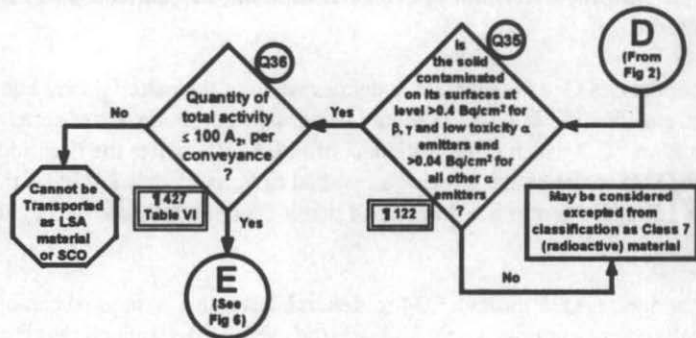 D
(From
Fig 2)
Q35
Is
the solid
contaminated
on its surfaces at
level >0.4 Bq/cm² for
β, γ and low toxicity α
emitters and
>0.04 Bq/cm² for
all other α
emitters
?
¶ 122
No
May be considered
excepted from
classification as Class 7
(radioactive) material
Yes
Q36
Quantity of
total activity
≤ 100 A₂, per
conveyance
?
¶ 427
Table VI
No
Cannot be
Transported
as LSA
material
or SCO
Yes
E
(See
Fig 6)